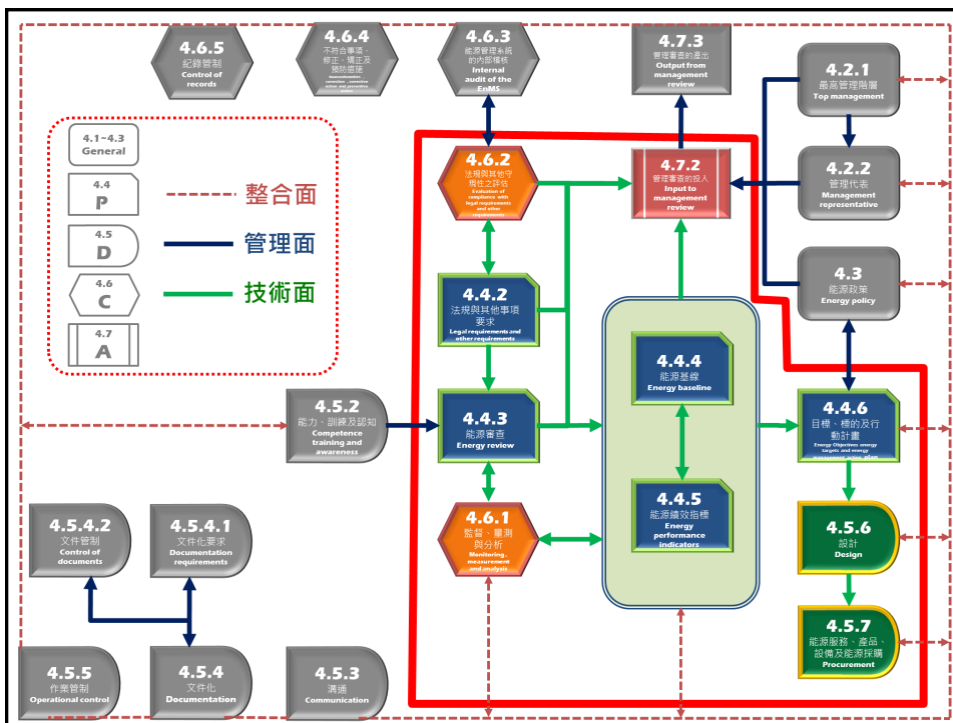 4.6.5
紀錄管制
Control of
records
4.6.4
不符合事項、
修正、矯正及
預防措施
4.6.3
能源管理系統
的內部稽核
Internal
audit of the
EnMS
4.7.3
管理審查的產出
Output from
management
review
4.2.1
最高管理階層
Top management
4.1~4.3
General
4.4
P
4.5
D
4.6
C
4.7
A
整合面
管理面
技術面
4.6.2
法規與其他守
規性之評估
Evaluation of
compliance with
legal requirements
and other
requirements
4.7.2
管理審查的投入
Input to
management
review
4.2.2
管理代表
Management
representative
4.4.2
法規與其他事項
要求
Legal requirements and
other requirements
4.3
能源政策
Energy policy
4.4.4
能源基線
Energy baseline
4.5.2
能力、訓練及認知
Competence
training and
awareness
4.4.3
能源審查
Energy review
4.4.6
目標、標的及行
動計畫
Energy Objectives energy
targets and energy
plan
4.5.4.2
文件管制
Control of
documents
4.5.4.1
文件化要求
Documentation
requirements
4.6.1
監督、量測
與分析
Monitoring,
measurement
and analysis
4.4.5
能源績效指標
Energy
performance
indicators
4.5.6
設計
Design
4.5.5
作業管制
Operational control
4.5.4
文件化
Documentation
4.5.3
溝通
Communication
4.5.7
能源服務、產品、
設備及能源採購
Procurement